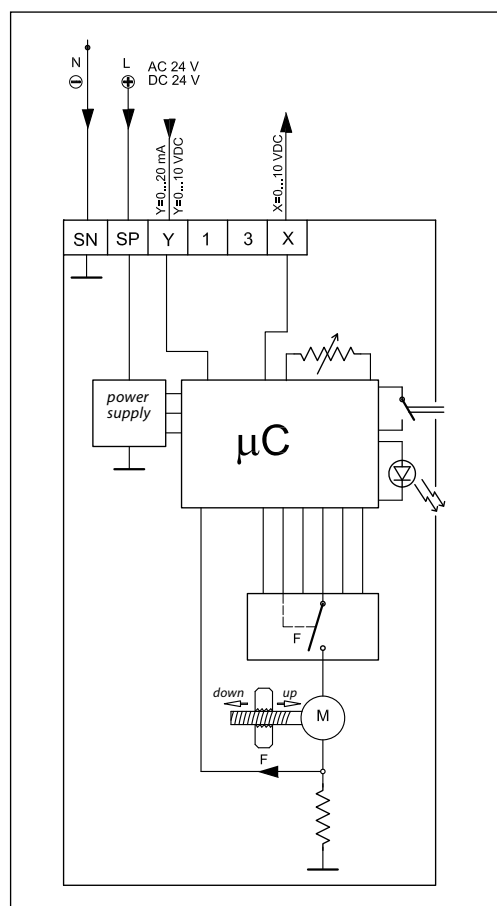 N L AC 24 V
⊖ ⊕ DC 24 V
Y=0...20 mA
Y=0...10 VDC
X=0...10 VDC
SN SP Y 1 3 X
power
supply
µC
F
down up
M
F